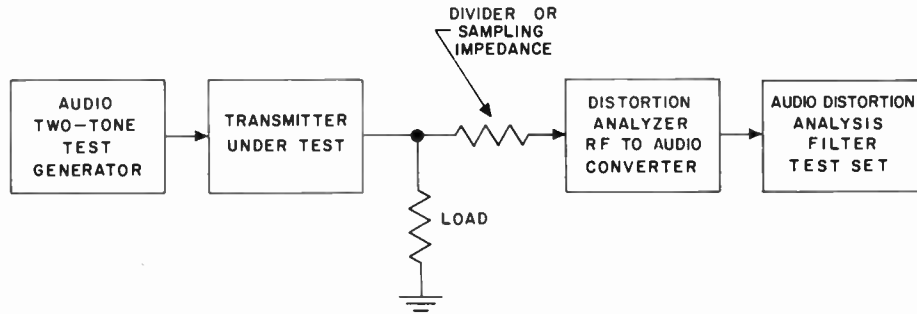 DIVIDER OR
SAMPLING
IMPEDANCE
AUDIO
TWO-TONE
TEST
GENERATOR
TRANSMITTER
UNDER TEST
DISTORTION
ANALYZER
RF TO AUDIO
CONVERTER
AUDIO DISTORTION
ANALYSIS
FILTER
TEST SET
LOAD